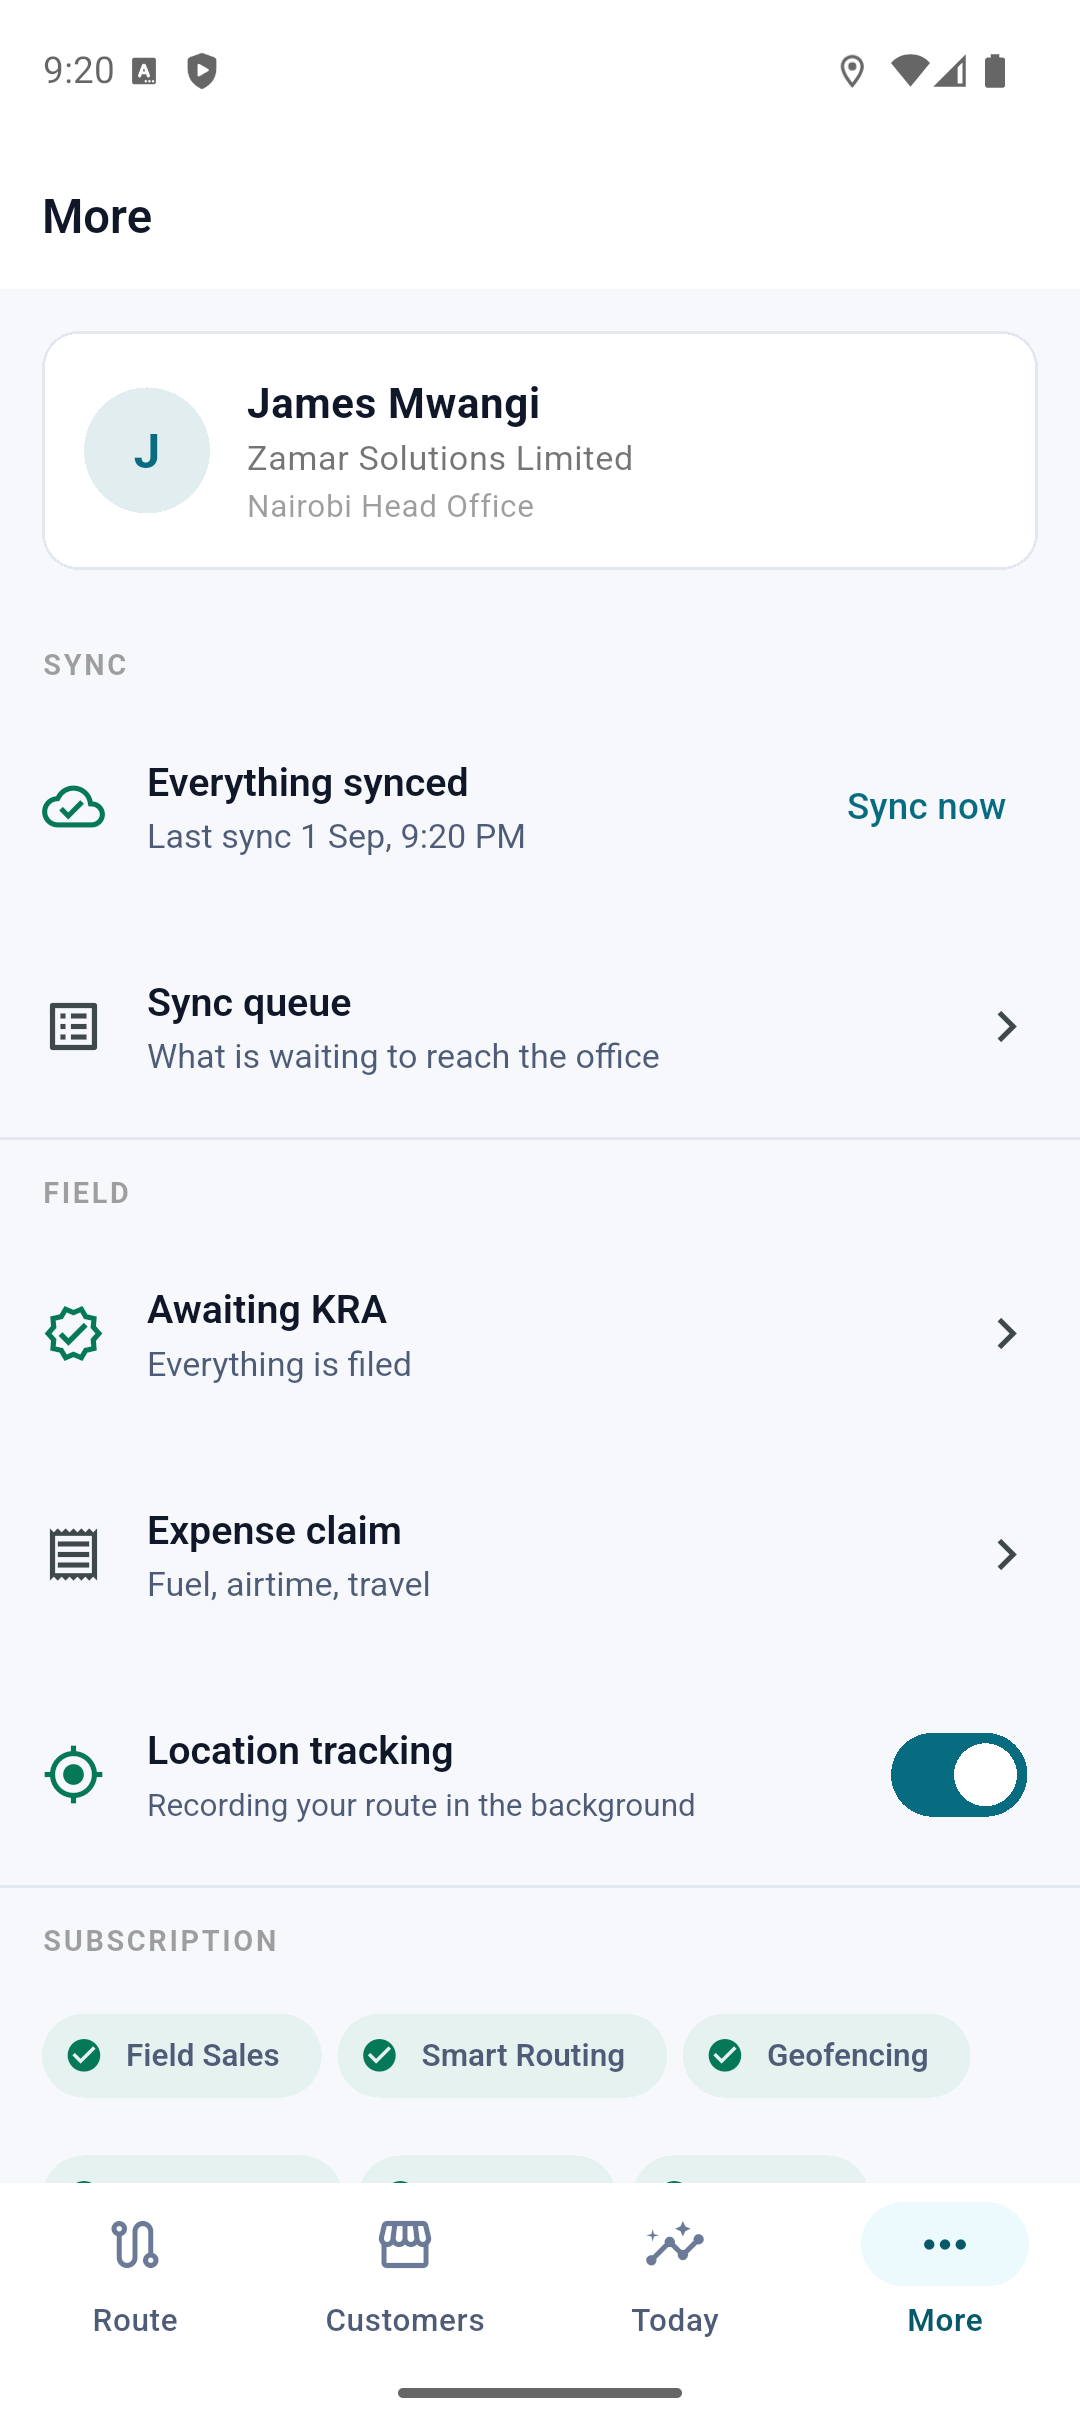 9:20
More
J
James Mwangi
Zamar Solutions Limited
Nairobi Head Office
SYNC
Everything synced
Last sync 1 Sep, 9:20 PM
Sync now
Sync queue
What is waiting to reach the office
FIELD
Awaiting KRA
Everything is filed
Expense claim
Fuel, airtime, travel
Location tracking
Recording your route in the background
SUBSCRIPTION
Field Sales
Smart Routing
Geofencing
Route
Customers
Today
More